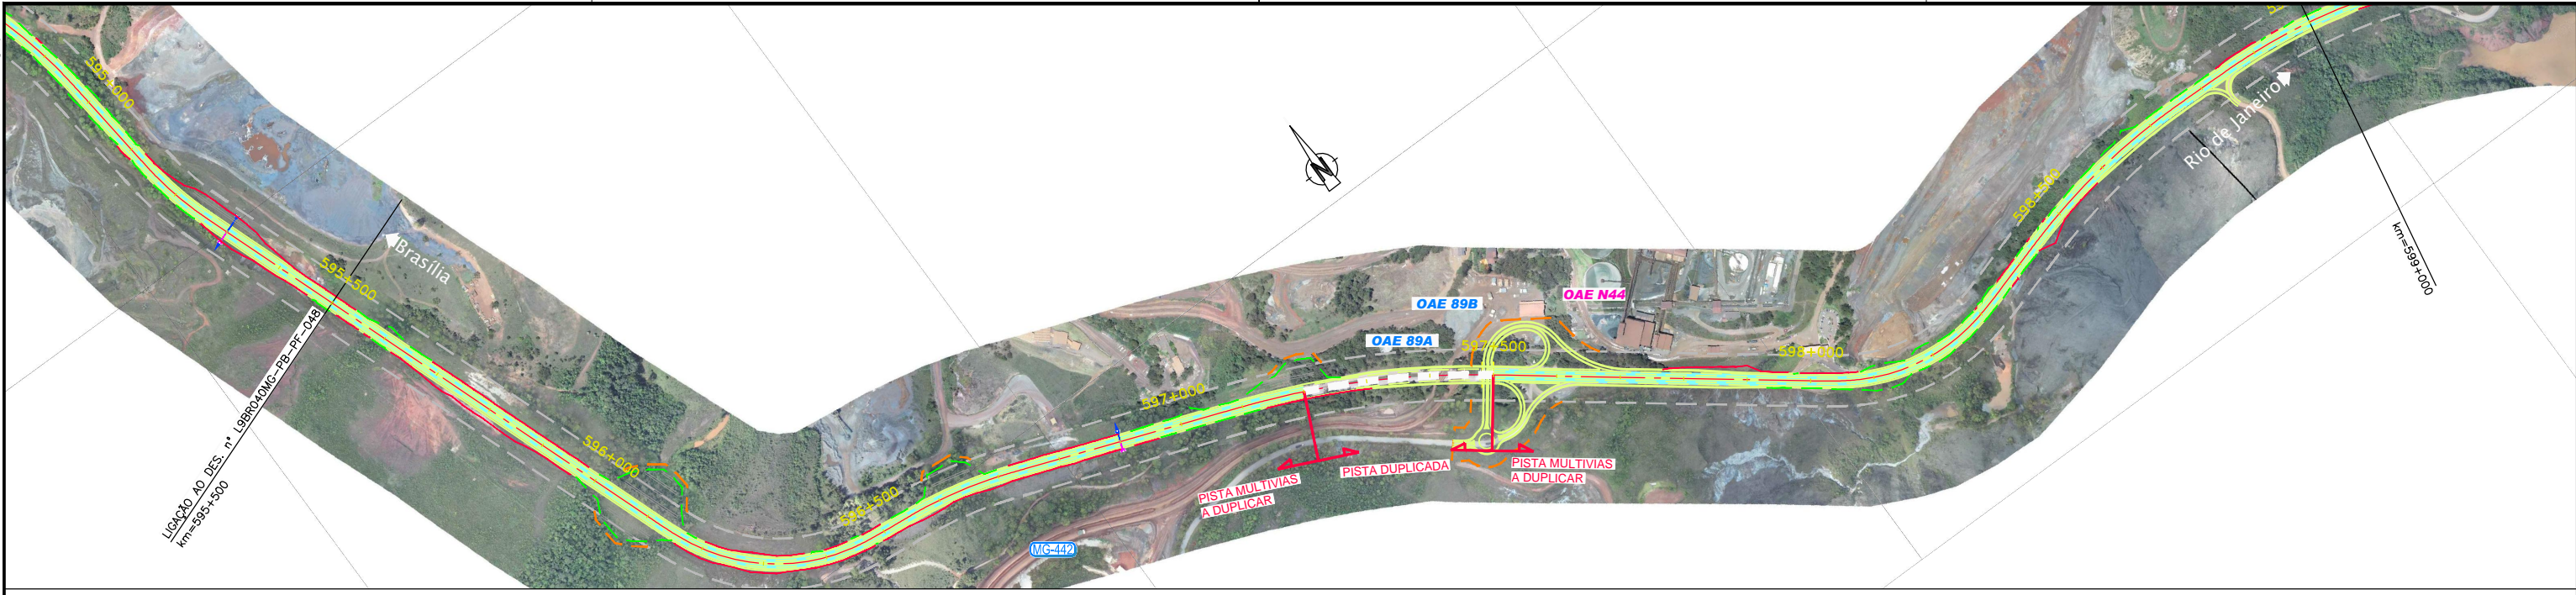 595+000
LIGAÇÃO AO DES. nº L9BR040MG-PB-PF-048
km=595+500
595+500
Brasília
596+000
596+500
MG-442
597+000
N
PISTA MULTIVIAS
A DUPLICAR
PISTA DUPLICADA
PISTA MULTIVIAS
A DUPLICAR
OAE 89A
OAE 89B
597+500
OAE N44
598+000
598+500
Rio de Janeiro
km=599+000